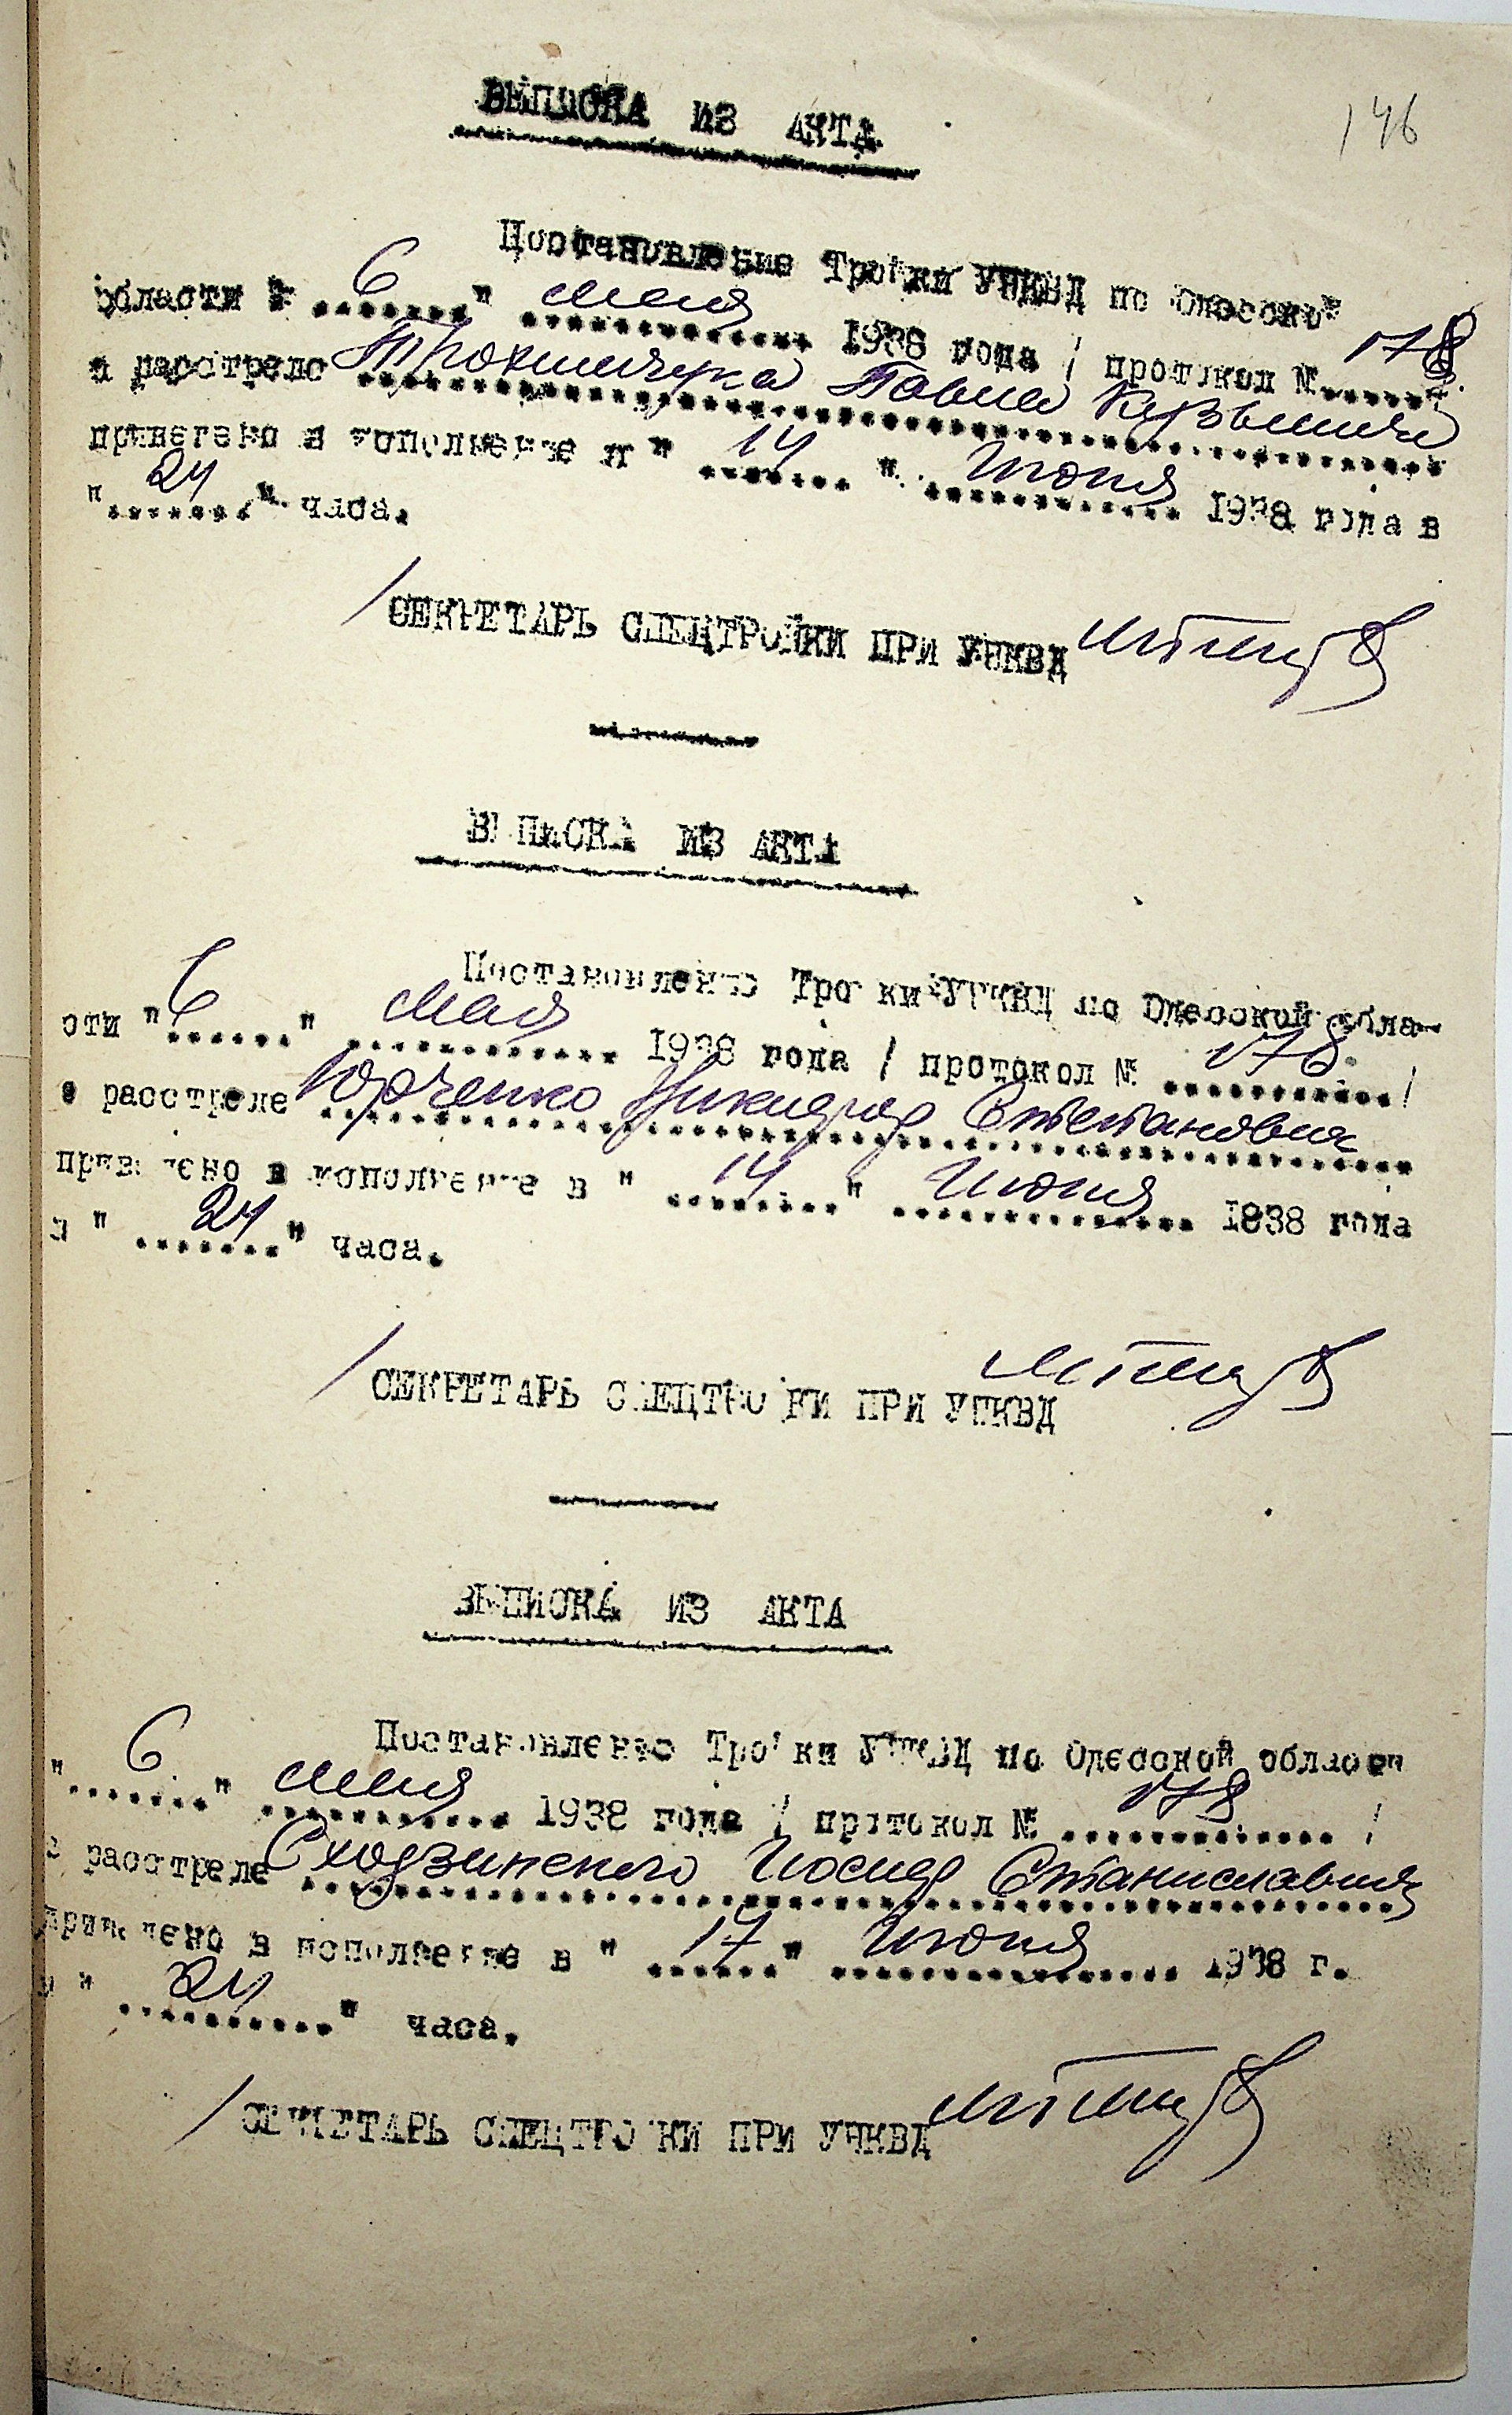 146
ВЫПИСКА ИЗ АКТА
Постановление Тройки УНКВД по Одесской
области " 6 " мая 1938 года / протокол № 178
о расстреле Трохимчука Павла Кузьмича
приведено в исполнение в " 14 " Июня 1938 года в
" 24 " часа.
/СЕКРЕТАРЬ СПЕЦТРОЙКИ ПРИ УНКВД
ВЫПИСКА ИЗ АКТА
Постановление Тройки УНКВД по Одесской обла-
сти " 6 " мая 1938 года / протокол № 178 /
о расстреле Юрченко Никифор Степановия
приведено в исполнение в " 14 " Июня 1938 года
в " 24 " часа.
/СЕКРЕТАРЬ СПЕЦТРОЙКИ ПРИ УНКВД
ВЫПИСКА ИЗ АКТА
Постановление Тройки УНКВД по Одесской области
" 6 " мая 1938 года / протокол № 178 /
о расстреле Сходзинского Иосиф Станиславия
приведено в исполнение в " 17 " Июня 1938 г.
в " 24 " часа.
/СЕКРЕТАРЬ СПЕЦТРОЙКИ ПРИ УНКВД